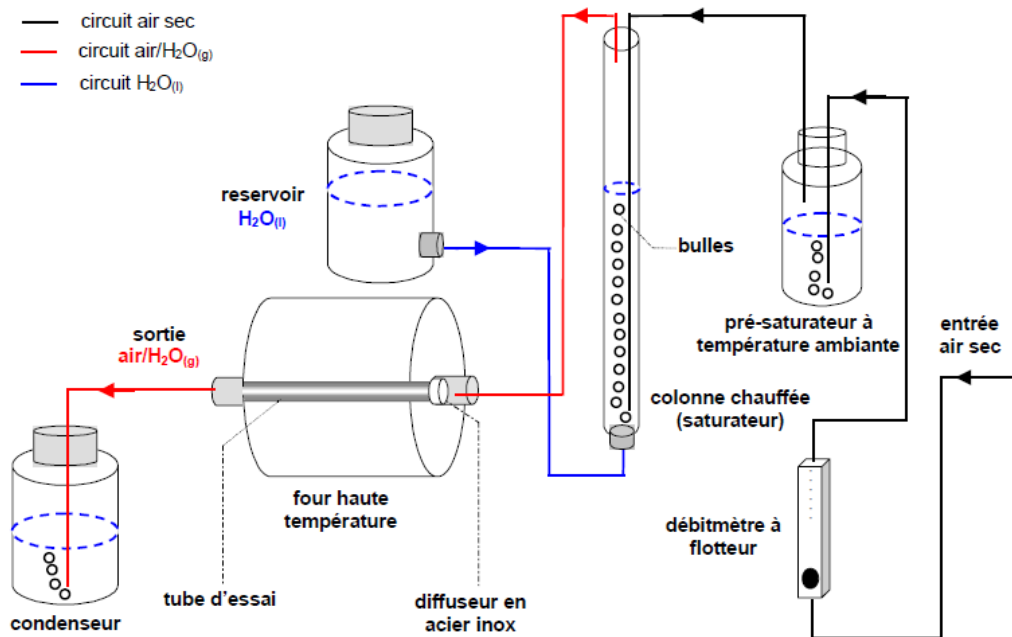 circuit air sec
circuit air/H₂O₍g₎
circuit H₂O₍l₎
reservoir
H₂O₍l₎
bulles
pré-saturateur à
température ambiante
entrée
air sec
sortie
air/H₂O₍g₎
colonne chauffée
(saturateur)
four haute
température
débitmètre à
flotteur
tube d'essai
diffuseur en
acier inox
condenseur